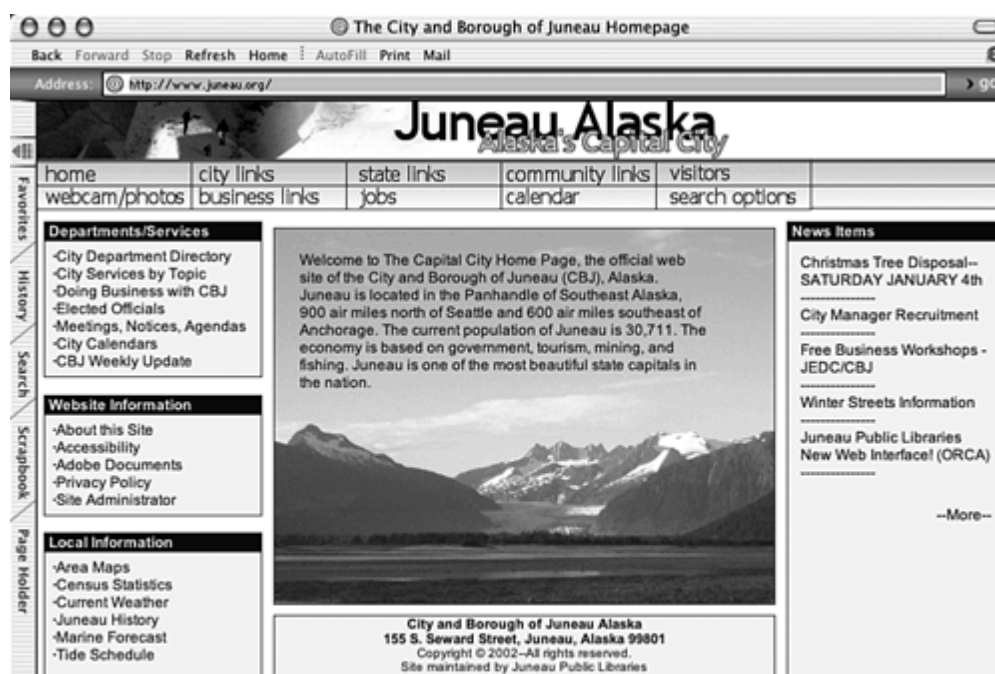 The City and Borough of Juneau Homepage
Back Forward Stop Refresh Home AutoFill Print Mail
Address: http://www.juneau.org/ go
Juneau Alaska
Alaska's Capital City
home city links state links community links visitors
webcam/photos business links jobs calendar search options
Favorites
History
Search
Scrapbook
Page Holder
Departments/Services
·City Department Directory
·City Services by Topic
·Doing Business with CBJ
·Elected Officials
·Meetings, Notices, Agendas
·City Calendars
·CBJ Weekly Update
Website Information
·About this Site
·Accessibility
·Adobe Documents
·Privacy Policy
·Site Administrator
Local Information
·Area Maps
·Census Statistics
·Current Weather
·Juneau History
·Marine Forecast
·Tide Schedule
Welcome to The Capital City Home Page, the official web
site of the City and Borough of Juneau (CBJ), Alaska.
Juneau is located in the Panhandle of Southeast Alaska,
900 air miles north of Seattle and 600 air miles southeast of
Anchorage. The current population of Juneau is 30,711. The
economy is based on government, tourism, mining, and
fishing. Juneau is one of the most beautiful state capitals in
the nation.
City and Borough of Juneau Alaska
155 S. Seward Street, Juneau, Alaska 99801
Copyright © 2002--All rights reserved.
Site maintained by Juneau Public Libraries
News Items
Christmas Tree Disposal--
SATURDAY JANUARY 4th
---------------
City Manager Recruitment
---------------
Free Business Workshops -
JEDC/CBJ
---------------
Winter Streets Information
---------------
Juneau Public Libraries
New Web Interface! (ORCA)
---------------
--More--